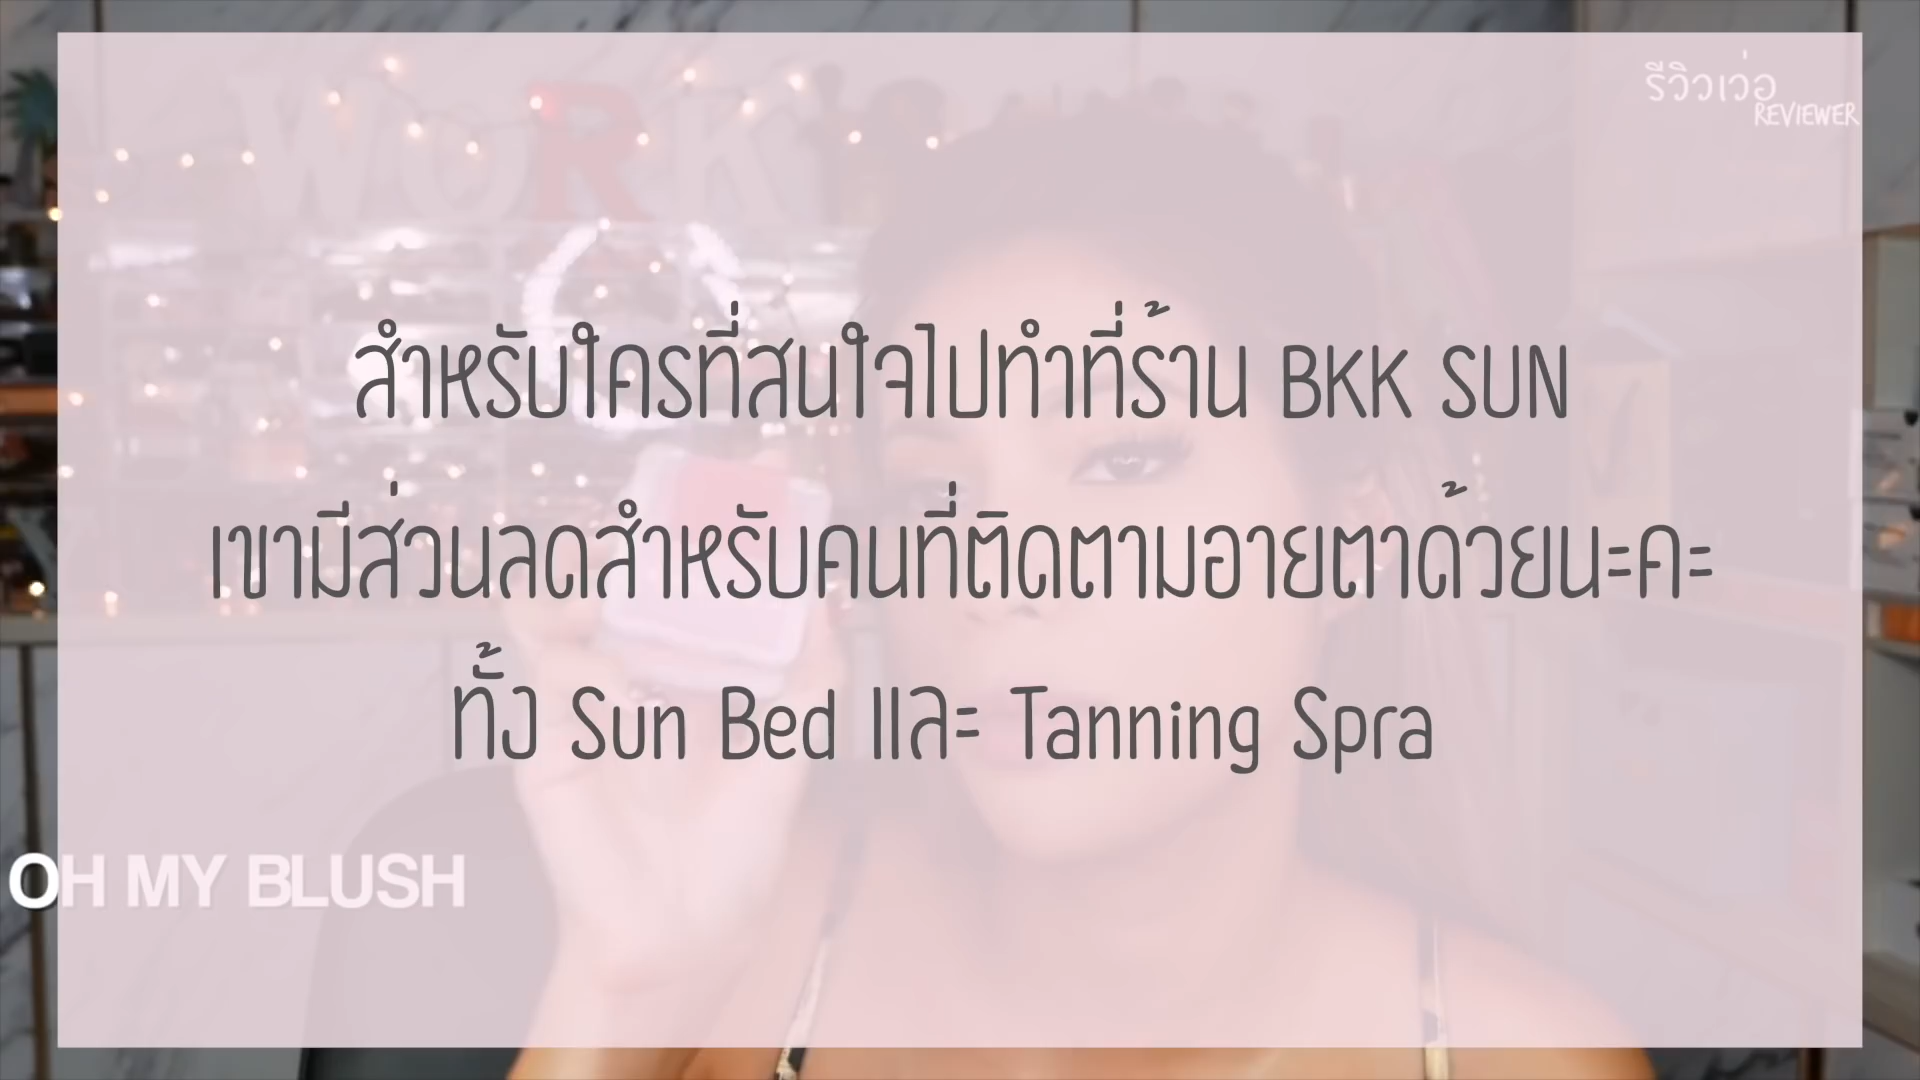 รีวิวเว่อ
REVIEWER
WORK
สำหรับใครที่สนใจไปทำที่ร้าน BKK SUN
เขามีส่วนลดสำหรับคนที่ติดตามอายตาด้วยนะคะ
ทั้ง Sun Bed และ Tanning Spra
OH MY BLUSH